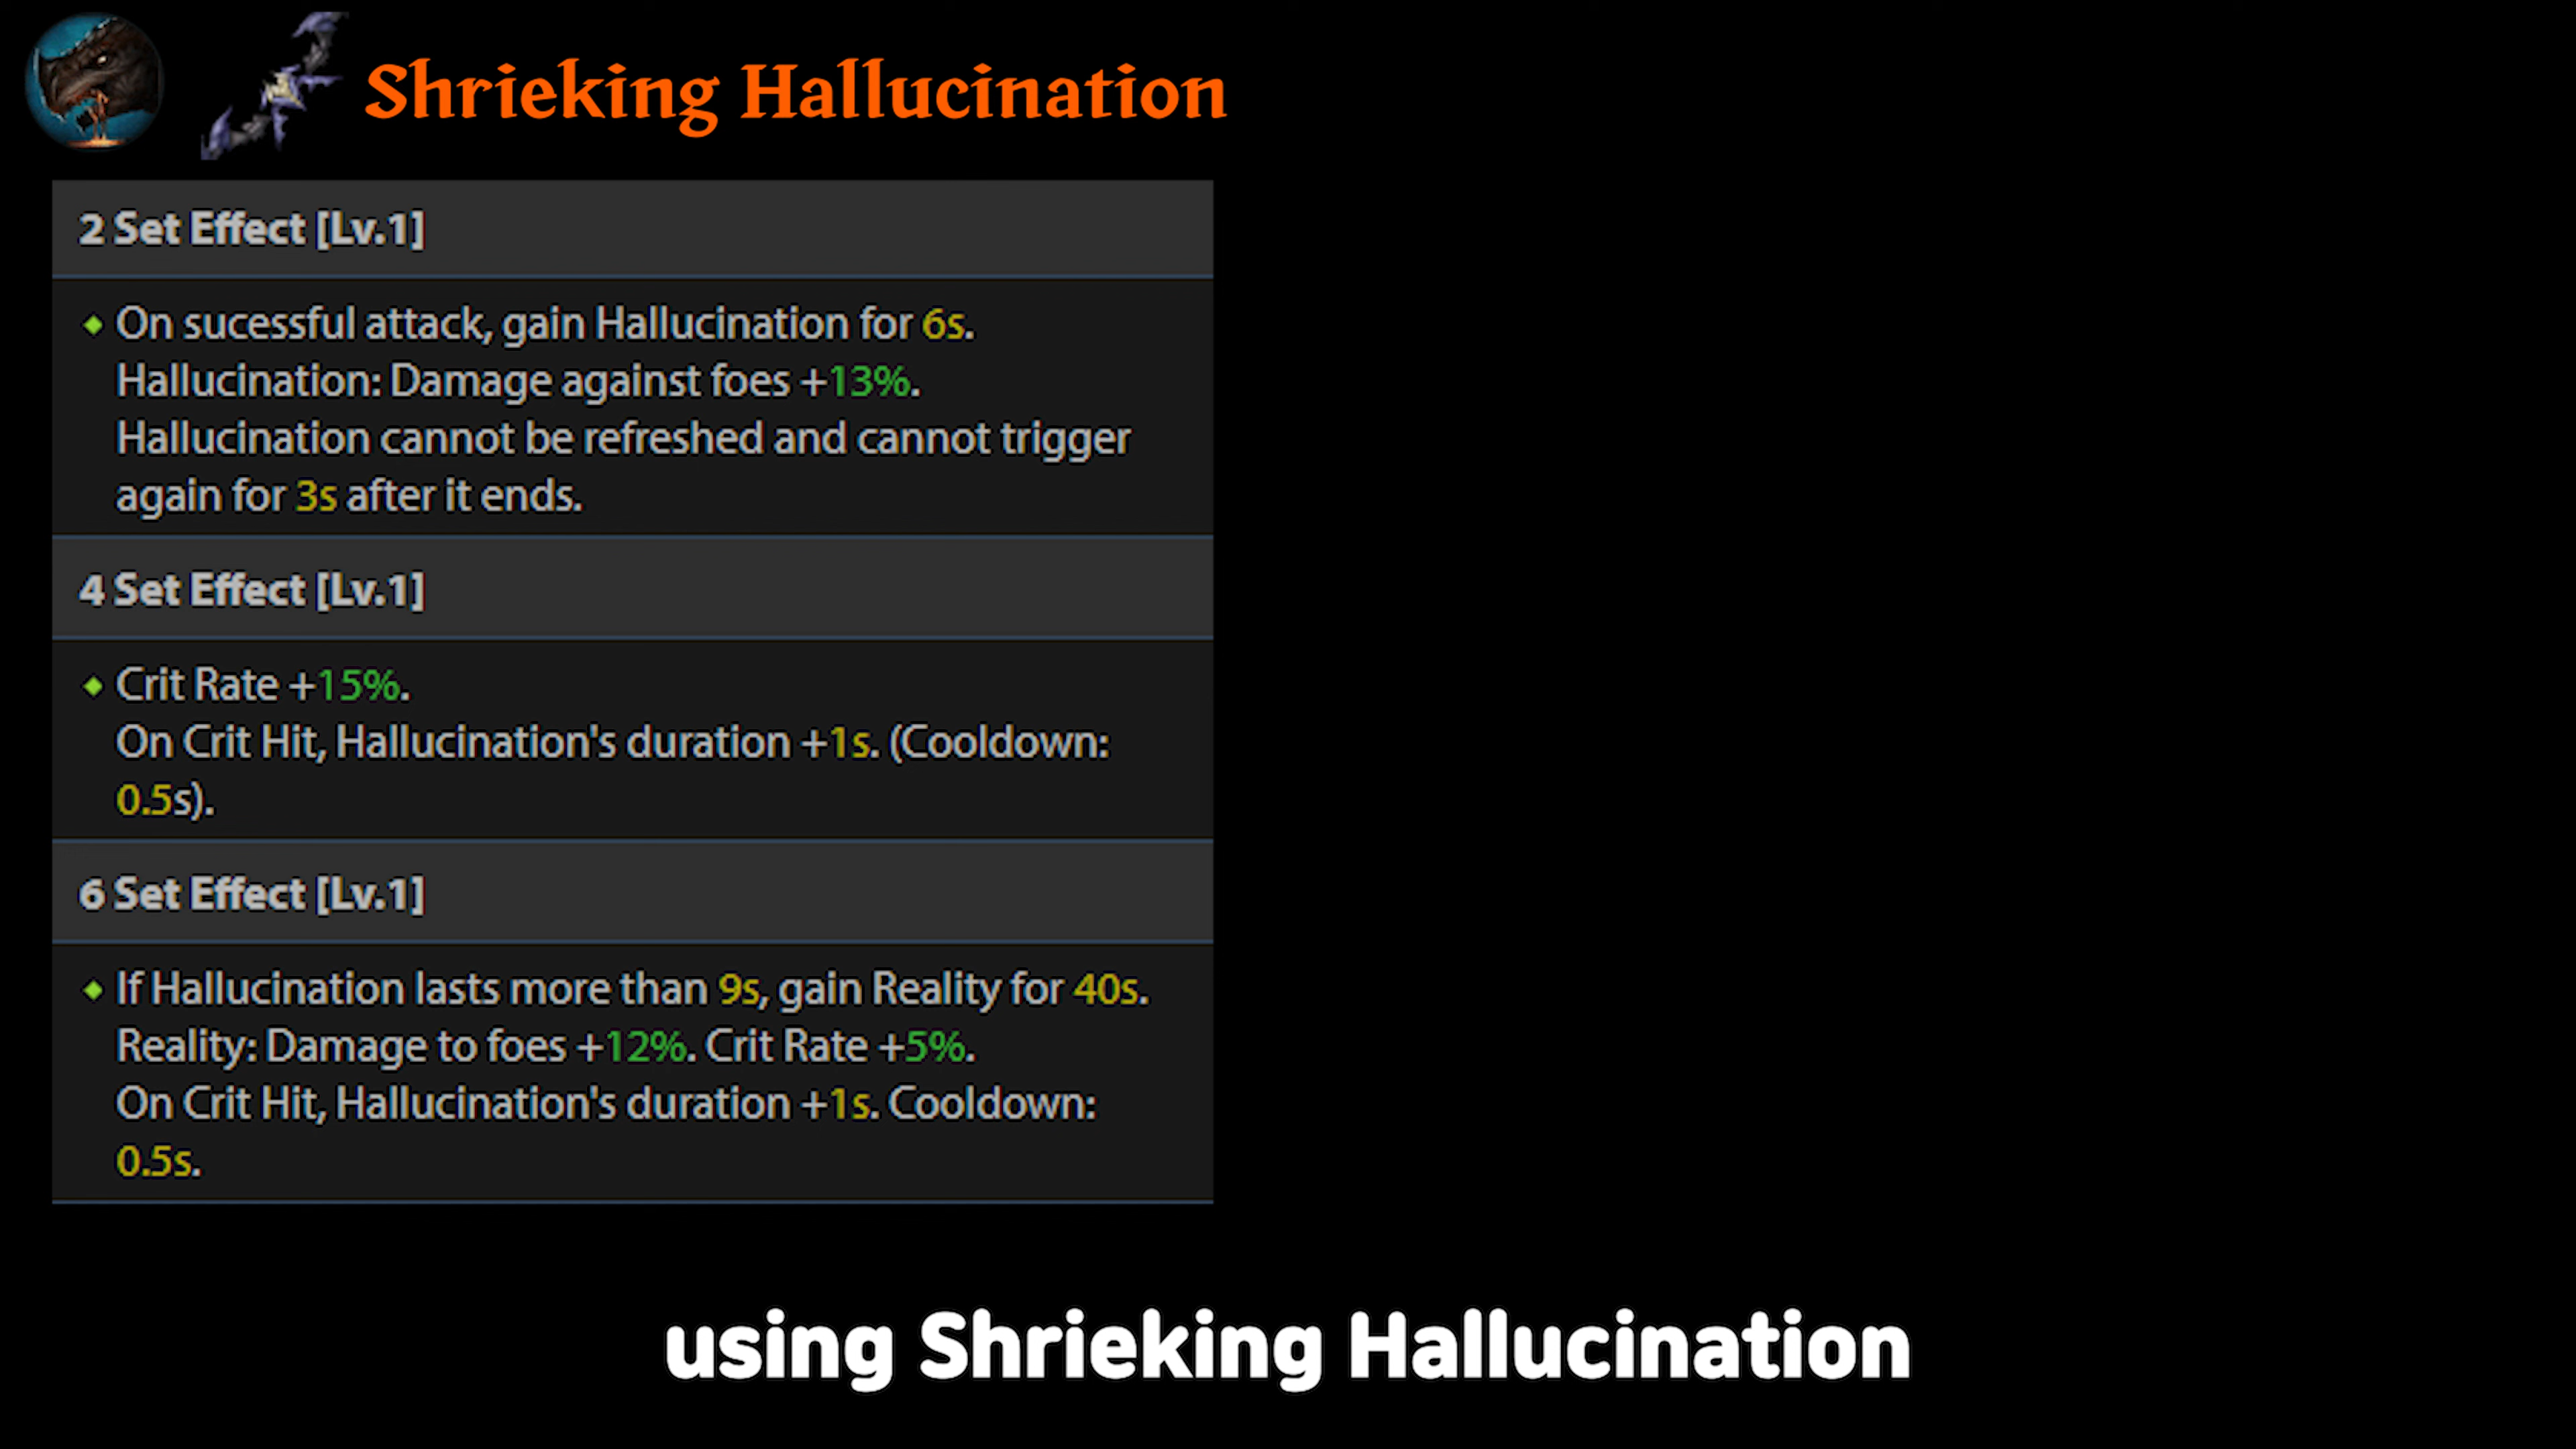 Shrieking Hallucination
2 Set Effect [Lv.1]
On sucessful attack, gain Hallucination for 6s.
Hallucination: Damage against foes +13%.
Hallucination cannot be refreshed and cannot trigger
again for 3s after it ends.
4 Set Effect [Lv.1]
Crit Rate +15%.
On Crit Hit, Hallucination's duration +1s. (Cooldown:
0.5s).
6 Set Effect [Lv.1]
If Hallucination lasts more than 9s, gain Reality for 40s.
Reality: Damage to foes +12%. Crit Rate +5%.
On Crit Hit, Hallucination's duration +1s. Cooldown:
0.5s.
using Shrieking Hallucination